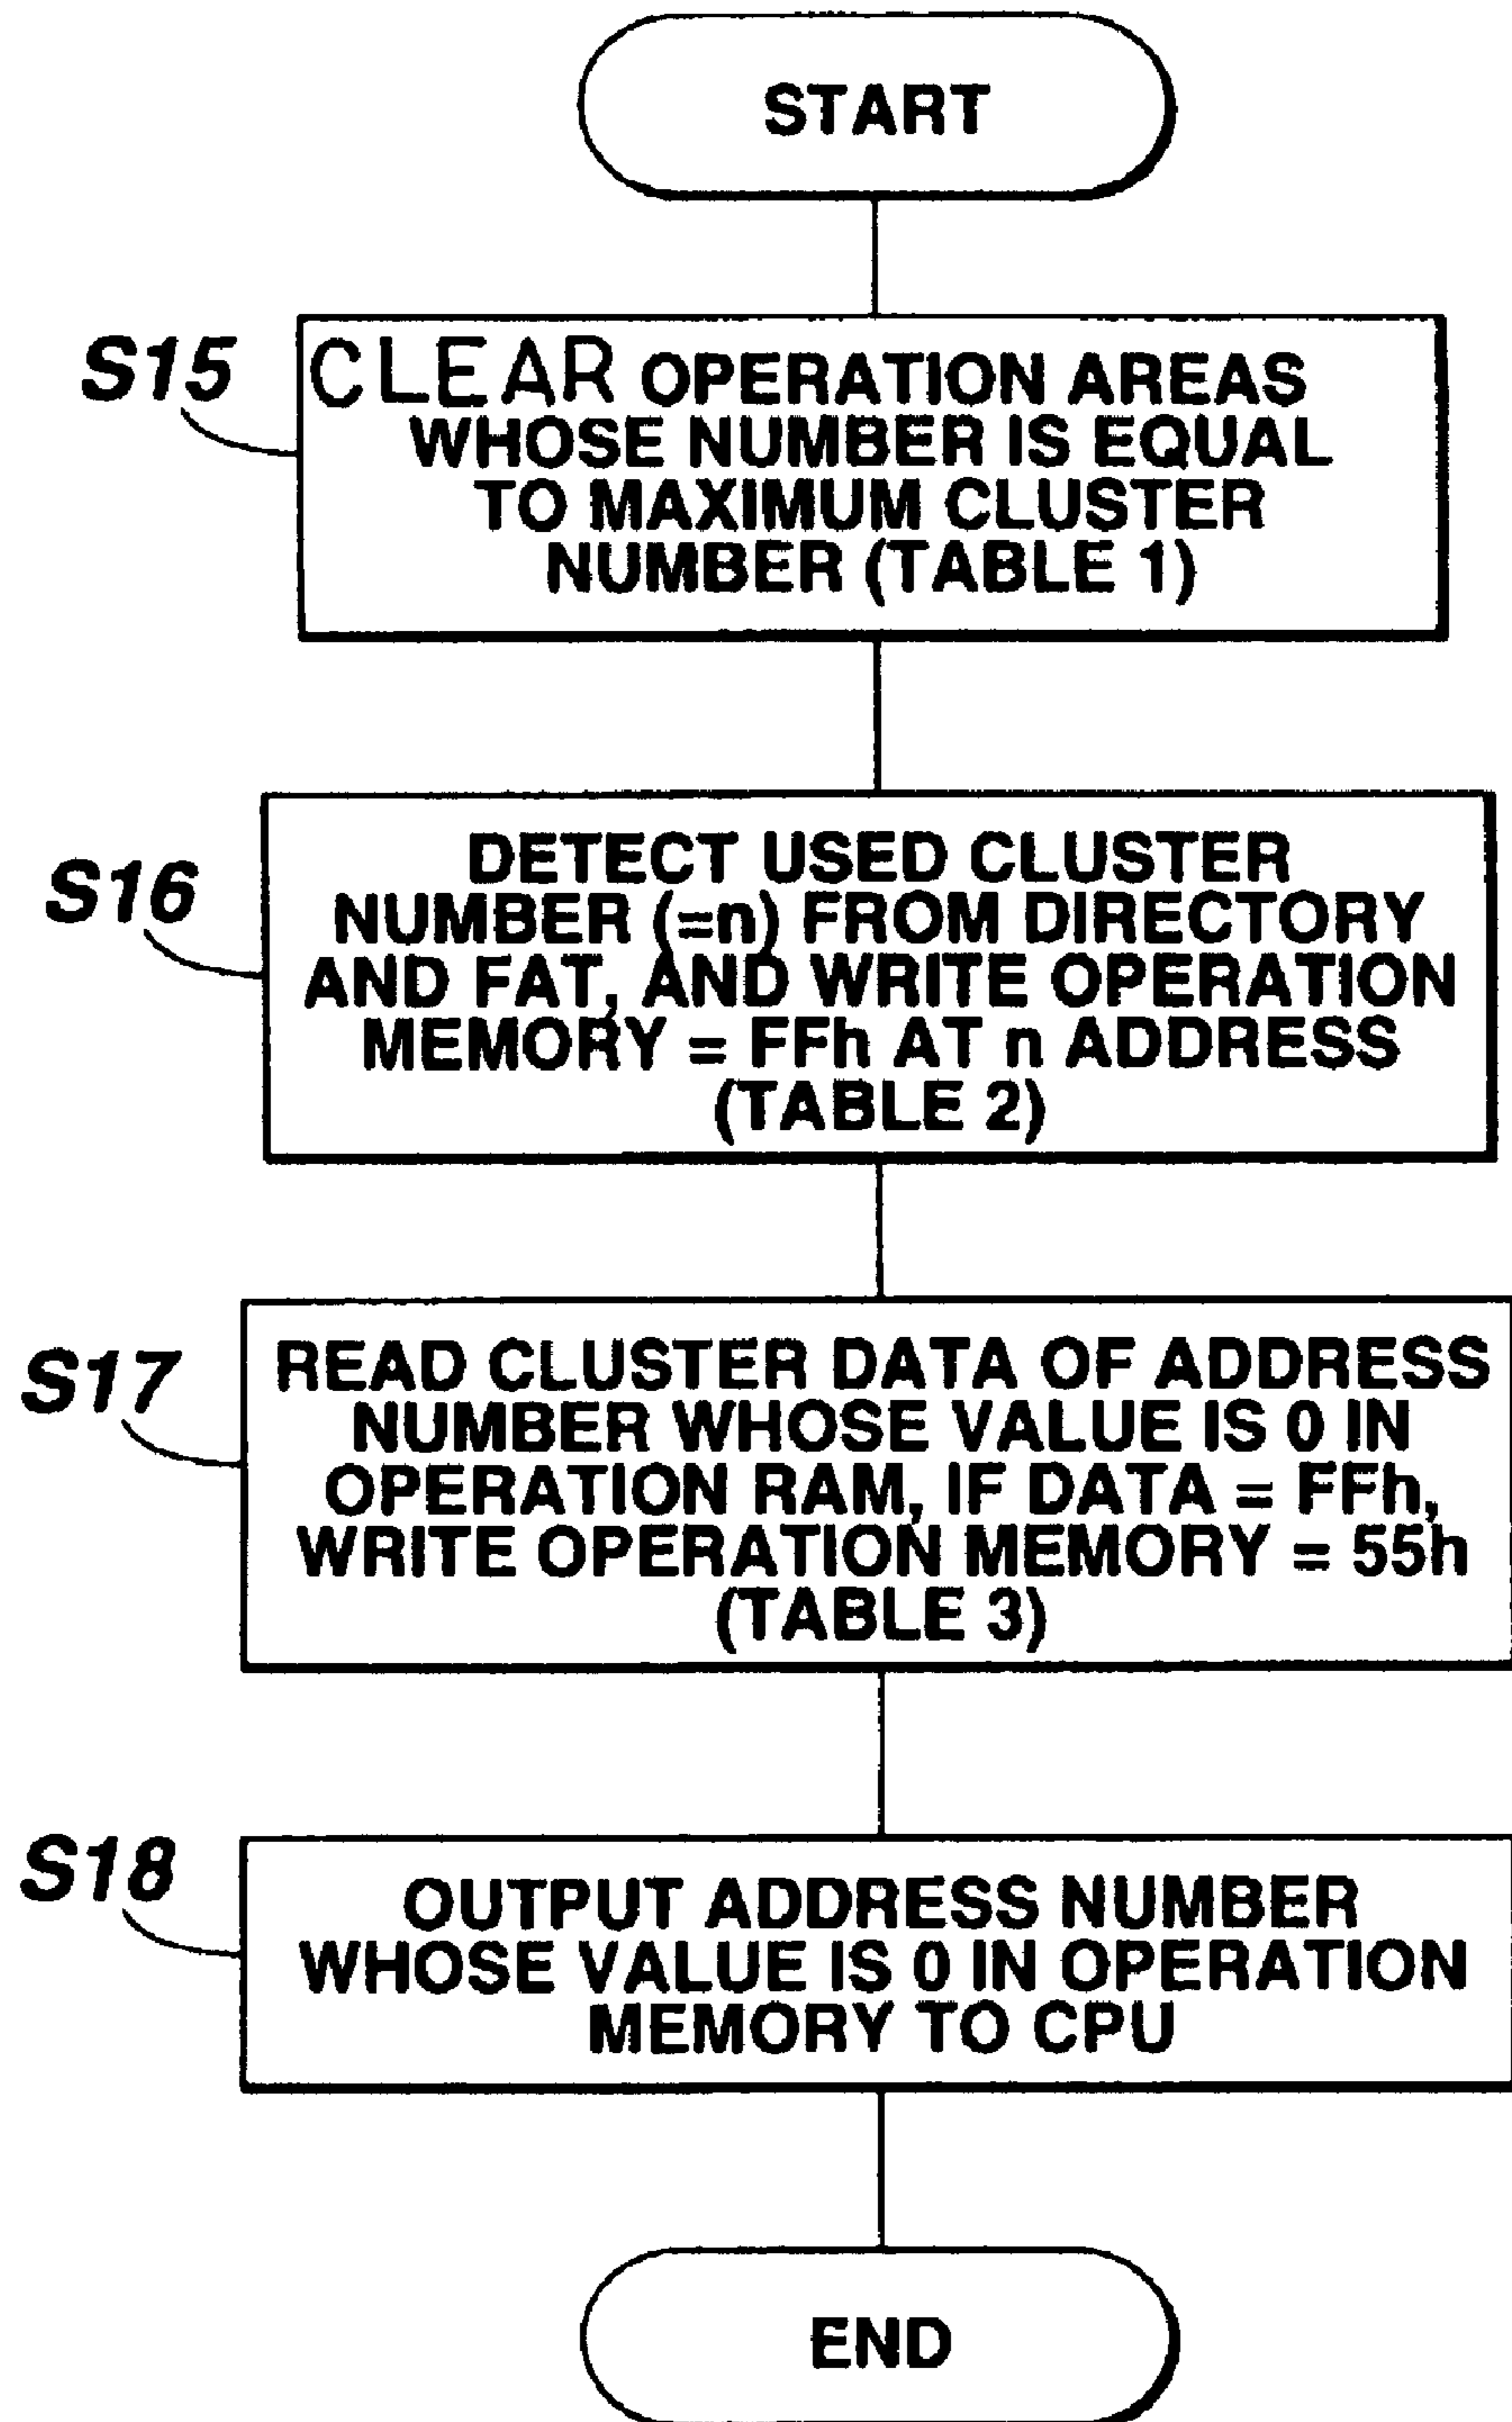 START
S15
CLEAR OPERATION AREAS
WHOSE NUMBER IS EQUAL
TO MAXIMUM CLUSTER
NUMBER (TABLE 1)
S16
DETECT USED CLUSTER
NUMBER (=n) FROM DIRECTORY
AND FAT, AND WRITE OPERATION
MEMORY = FFh AT n ADDRESS
(TABLE 2)
S17
READ CLUSTER DATA OF ADDRESS
NUMBER WHOSE VALUE IS 0 IN
OPERATION RAM, IF DATA = FFh,
WRITE OPERATION MEMORY = 55h
(TABLE 3)
S18
OUTPUT ADDRESS NUMBER
WHOSE VALUE IS 0 IN OPERATION
MEMORY TO CPU
END